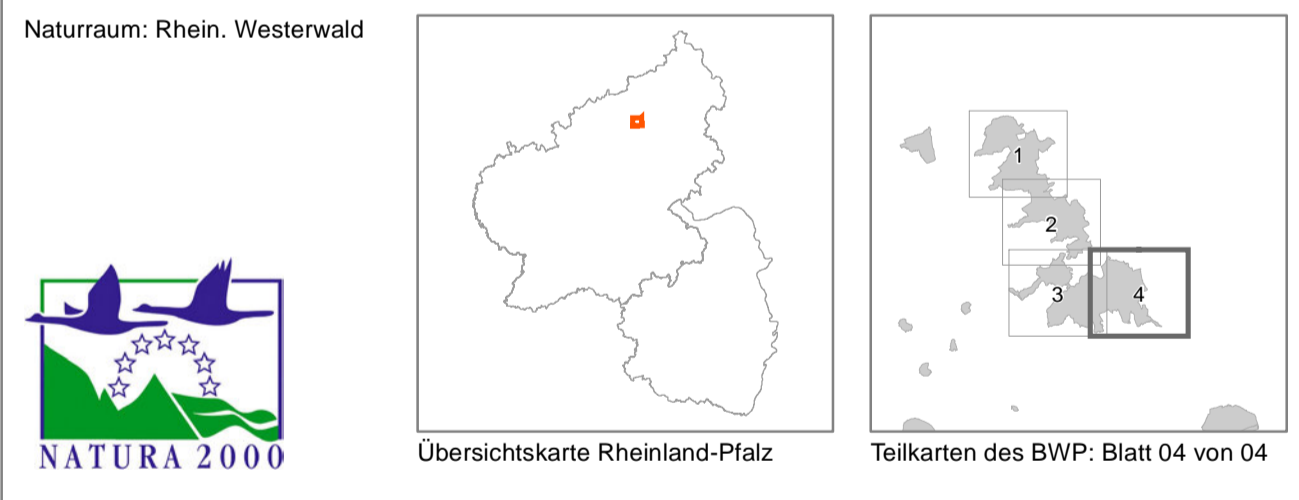 Naturraum: Rhein. Westerwald
NATURA 2000
Übersichtskarte Rheinland-Pfalz
1
2
3
4
Teilkarten des BWP: Blatt 04 von 04